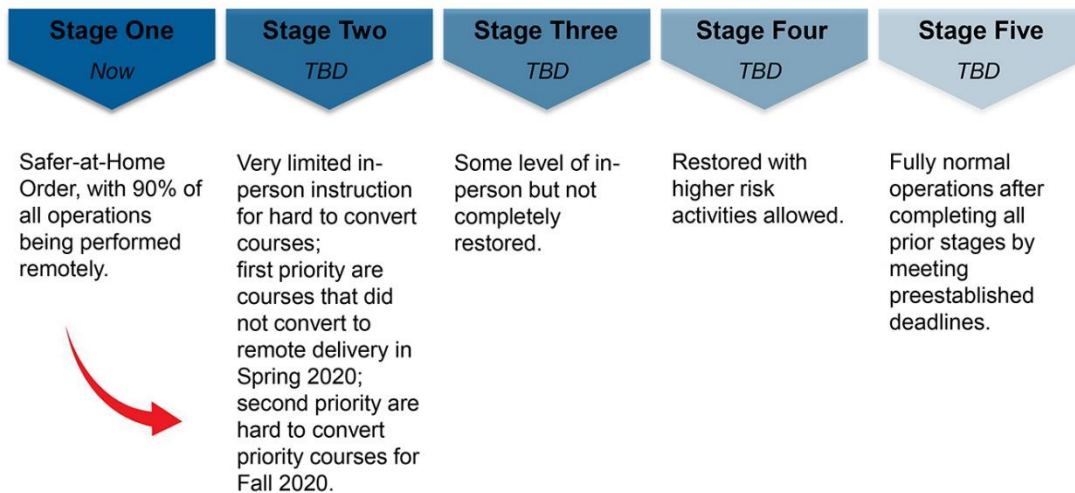 Stage One
Now
Safer-at-Home
Order, with 90% of
all operations
being performed
remotely.
Stage Two
TBD
Very limited in-
person instruction
for hard to convert
courses;
first priority are
courses that did
not convert to
remote delivery in
Spring 2020;
second priority are
hard to convert
priority courses for
Fall 2020.
Stage Three
TBD
Some level of in-
person but not
completely
restored.
Stage Four
TBD
Restored with
higher risk
activities allowed.
Stage Five
TBD
Fully normal
operations after
completing all
prior stages by
meeting
preestablished
deadlines.